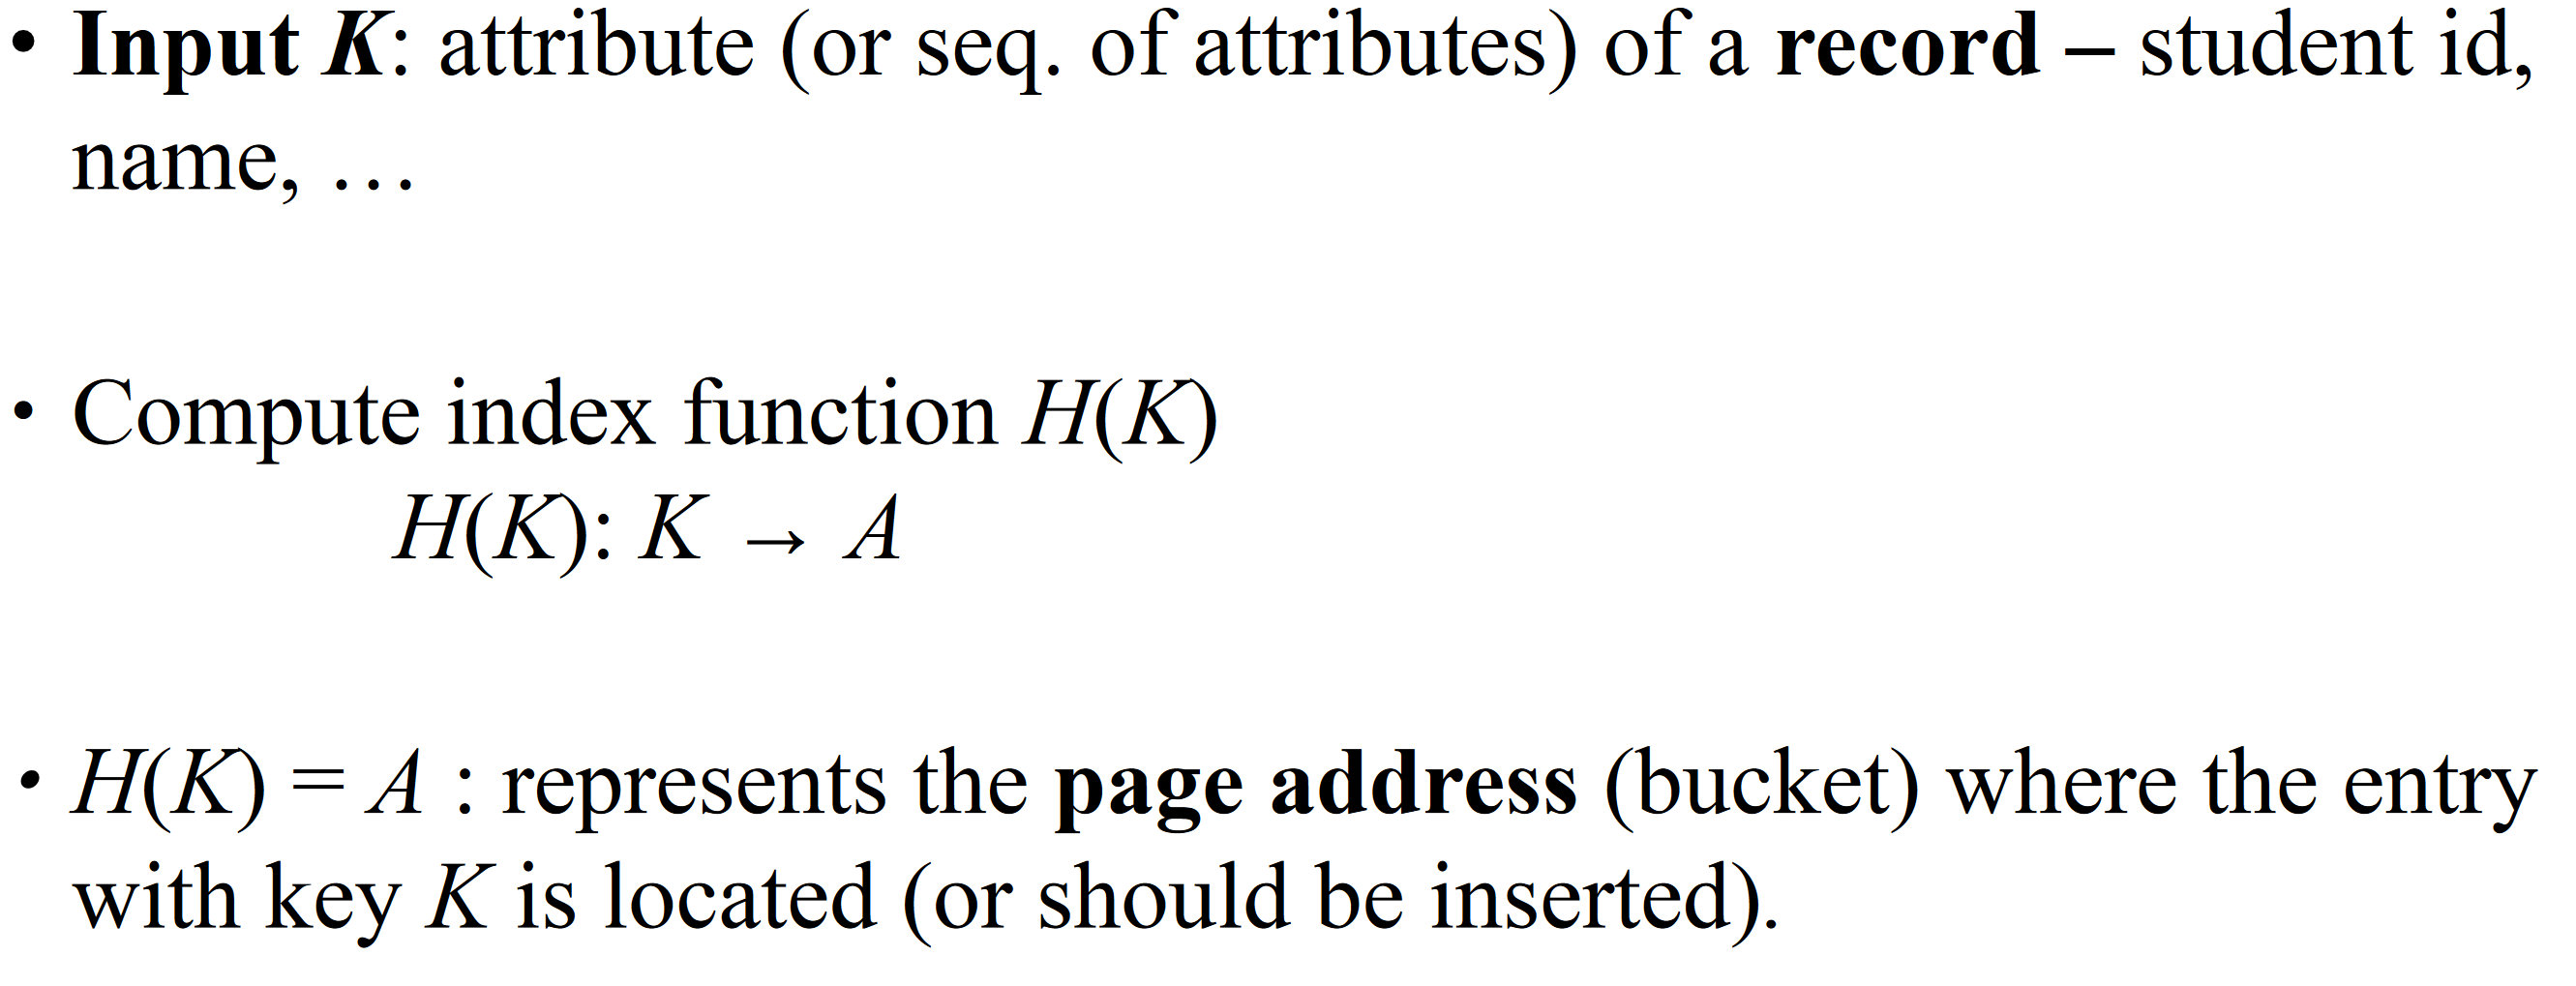 • Input K: attribute (or seq. of attributes) of a record – student id,
name, …
• Compute index function H(K)
H(K): K → A
• H(K) = A : represents the page address (bucket) where the entry
with key K is located (or should be inserted).